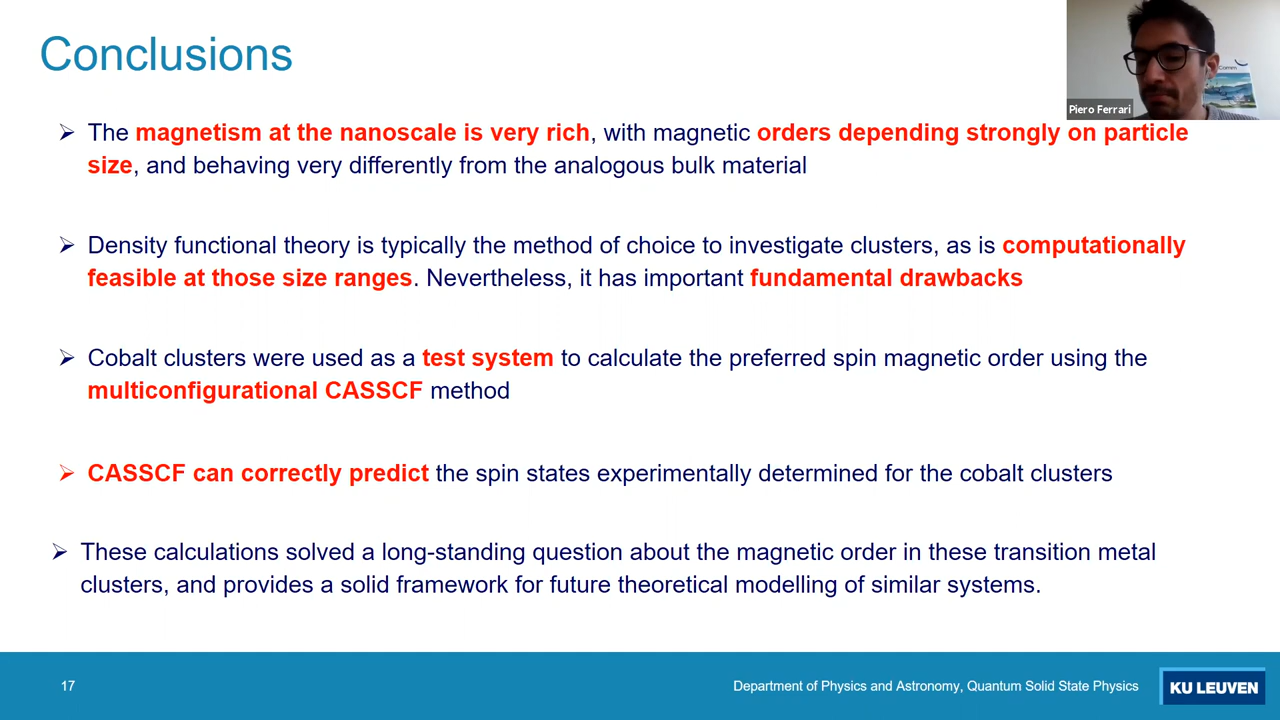 Conclusions
Comm
Piero Ferrari
➢ The magnetism at the nanoscale is very rich, with magnetic orders depending strongly on particle
size, and behaving very differently from the analogous bulk material
➢ Density functional theory is typically the method of choice to investigate clusters, as is computationally
feasible at those size ranges. Nevertheless, it has important fundamental drawbacks
➢ Cobalt clusters were used as a test system to calculate the preferred spin magnetic order using the
multiconfigurational CASSCF method
➢ CASSCF can correctly predict the spin states experimentally determined for the cobalt clusters
➢ These calculations solved a long-standing question about the magnetic order in these transition metal
clusters, and provides a solid framework for future theoretical modelling of similar systems.
17
Department of Physics and Astronomy, Quantum Solid State Physics
KU LEUVEN